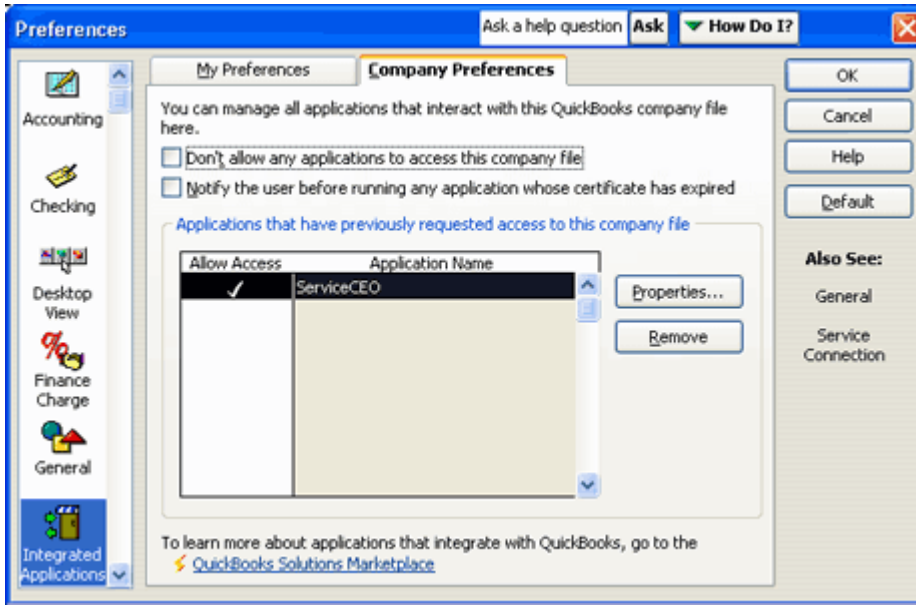 Preferences
Ask a help question Ask How Do I?
My Preferences Company Preferences
You can manage all applications that interact with this QuickBooks company file
here.
Don't allow any applications to access this company file
Notify the user before running any application whose certificate has expired
Applications that have previously requested access to this company file
Allow Access Application Name
ServiceCEO
Properties...
Remove
To learn more about applications that integrate with QuickBooks, go to the
QuickBooks Solutions Marketplace
Accounting
Checking
Desktop
View
Finance
Charge
General
Integrated
Applications
OK
Cancel
Help
Default
Also See:
General
Service
Connection